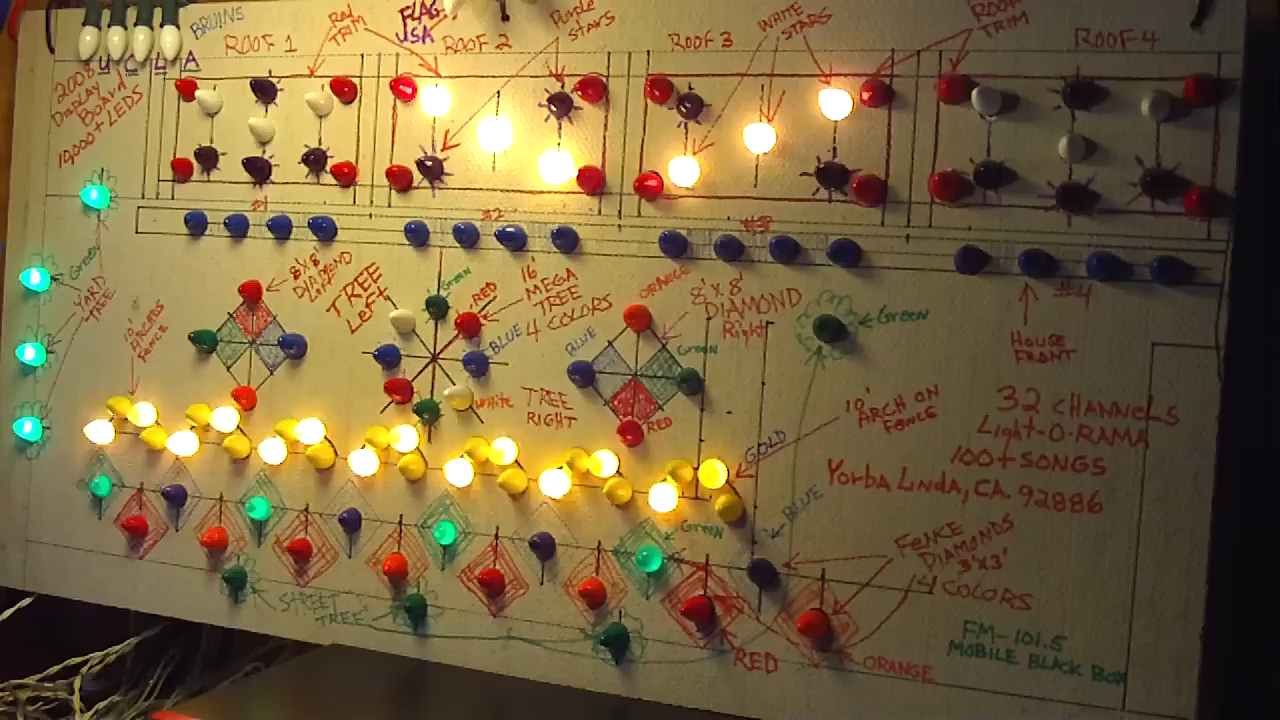 BRUINS
U C L A
2008
DISPLAY
BOARD
10,000+ LEDS
ROOF 1
RED
TRIM
FLAG
USA
ROOF 2
Purple
STAIRS
ROOF 3
WHITE
STARS
ROOF
TRIM
ROOF 4
#1
#2
#3
#4
HOUSE
FRONT
Green
YARD
TREE
10'
ARCHES
FENCE
8'X8'
DIAMOND
Left
TREE
Left
Green
RED
16'
MEGA
TREE
4 COLORS
BLUE
White
TREE
RIGHT
ORANGE
8'X8'
DIAMOND
Right
BLUE
Green
RED
Green
10'
ARCH ON
FENCE
GOLD
BLUE
32 CHANNELS
Light-O-RAMA
100+ SONGS
Yorba Linda, CA. 92886
Green
FENCE
DIAMONDS
3'X3'
4 COLORS
STREET
TREE
RED
ORANGE
FM-101.5
MOBILE BLACK BOX